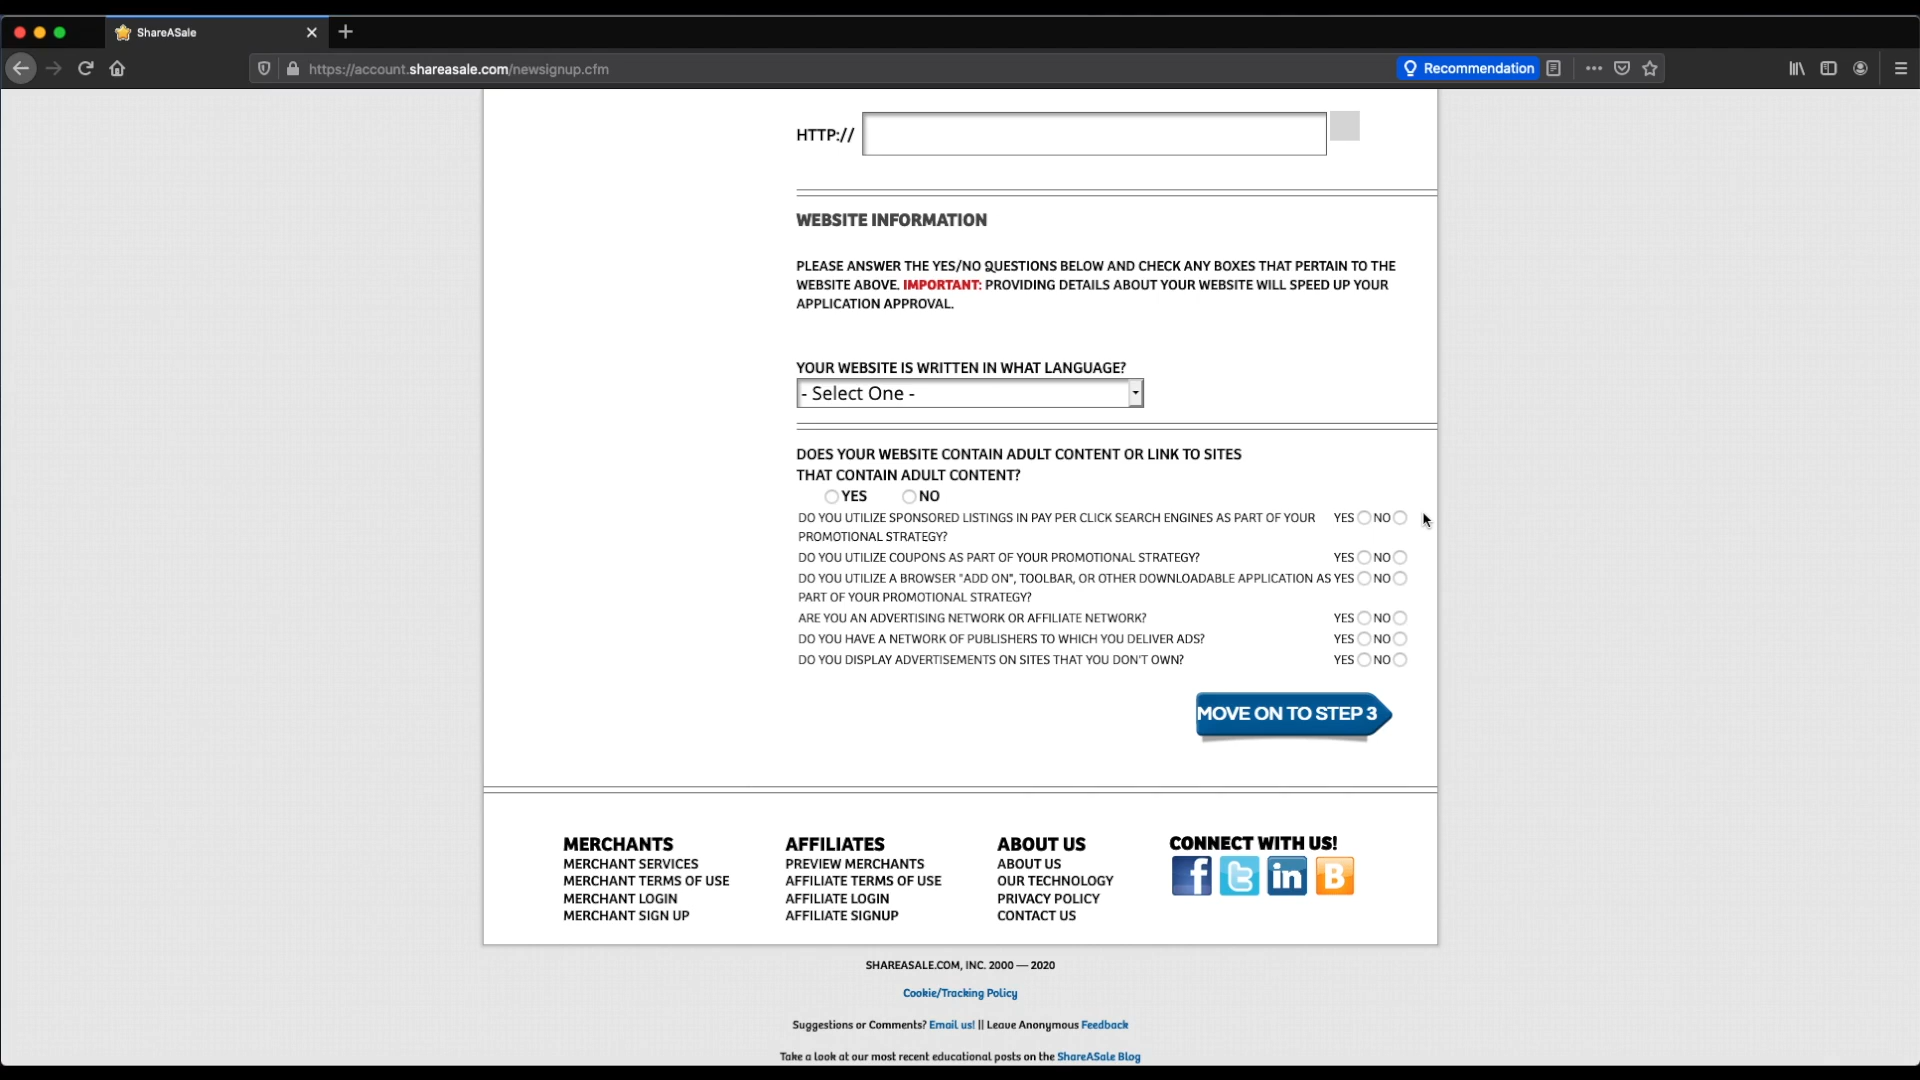 ShareASale
https://account.shareasale.com/newsignup.cfm
Recommendation
HTTP://
WEBSITE INFORMATION
PLEASE ANSWER THE YES/NO QUESTIONS BELOW AND CHECK ANY BOXES THAT PERTAIN TO THE
WEBSITE ABOVE. IMPORTANT: PROVIDING DETAILS ABOUT YOUR WEBSITE WILL SPEED UP YOUR
APPLICATION APPROVAL.
YOUR WEBSITE IS WRITTEN IN WHAT LANGUAGE?
- Select One -
DOES YOUR WEBSITE CONTAIN ADULT CONTENT OR LINK TO SITES
THAT CONTAIN ADULT CONTENT?
YES NO
DO YOU UTILIZE SPONSORED LISTINGS IN PAY PER CLICK SEARCH ENGINES AS PART OF YOUR YES NO
PROMOTIONAL STRATEGY?
DO YOU UTILIZE COUPONS AS PART OF YOUR PROMOTIONAL STRATEGY? YES NO
DO YOU UTILIZE A BROWSER "ADD ON", TOOLBAR, OR OTHER DOWNLOADABLE APPLICATION AS YES NO
PART OF YOUR PROMOTIONAL STRATEGY?
ARE YOU AN ADVERTISING NETWORK OR AFFILIATE NETWORK? YES NO
DO YOU HAVE A NETWORK OF PUBLISHERS TO WHICH YOU DELIVER ADS? YES NO
DO YOU DISPLAY ADVERTISEMENTS ON SITES THAT YOU DON'T OWN? YES NO
MOVE ON TO STEP 3
MERCHANTS
MERCHANT SERVICES
MERCHANT TERMS OF USE
MERCHANT LOGIN
MERCHANT SIGN UP
AFFILIATES
PREVIEW MERCHANTS
AFFILIATE TERMS OF USE
AFFILIATE LOGIN
AFFILIATE SIGNUP
ABOUT US
ABOUT US
OUR TECHNOLOGY
PRIVACY POLICY
CONTACT US
CONNECT WITH US!
f t in B
SHAREASALE.COM, INC. 2000 — 2020
Cookie/Tracking Policy
Suggestions or Comments? Email us! || Leave Anonymous Feedback
Take a look at our most recent educational posts on the ShareASale Blog